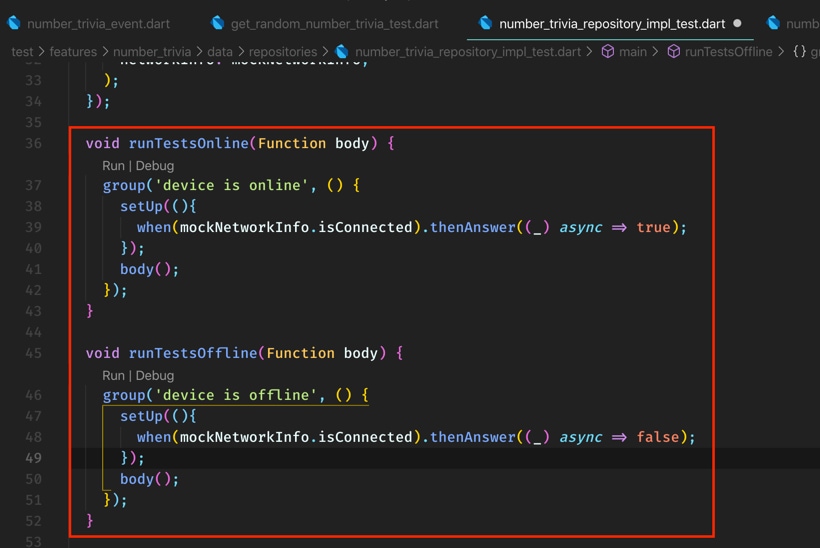 number_trivia_event.dart get_random_number_trivia_test.dart number_trivia_repository_impl_test.dart ● numb
test > features > number_trivia > data > repositories > number_trivia_repository_impl_test.dart > main > runTestsOffline > {} g
32 networkInfo: mockNetworkInfo,
33 );
34 });
35
36 void runTestsOnline(Function body) {
Run | Debug
37 group('device is online', () {
38 setUp((){
39 when(mockNetworkInfo.isConnected).thenAnswer((_) async => true);
40 });
41 body();
42 });
43 }
44
45 void runTestsOffline(Function body) {
Run | Debug
46 group('device is offline', () {
47 setUp((){
48 when(mockNetworkInfo.isConnected).thenAnswer((_) async => false);
49 });
50 body();
51 });
52 }
53